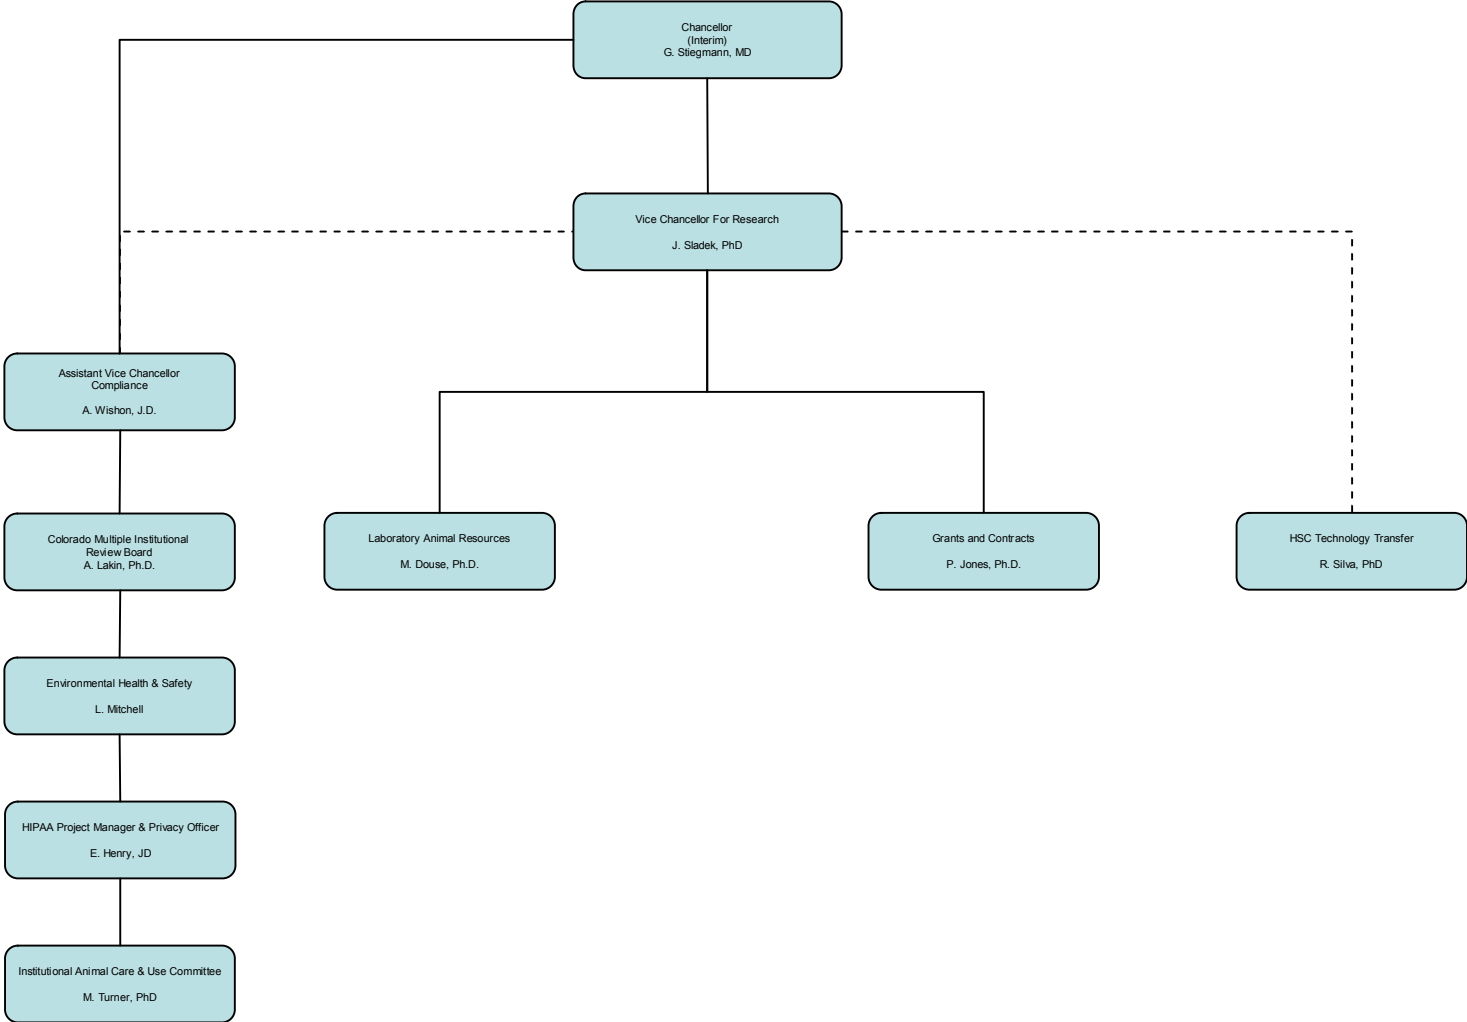 Chancellor
(Interim)
G. Stiegmann, MD
Vice Chancellor For Research
J. Sladek, PhD
Assistant Vice Chancellor
Compliance
A. Wishon, J.D.
Colorado Multiple Institutional
Review Board
A. Lakin, Ph.D.
Laboratory Animal Resources
M. Douse, Ph.D.
Grants and Contracts
P. Jones, Ph.D.
HSC Technology Transfer
R. Silva, PhD
Environmental Health & Safety
L. Mitchell
HIPAA Project Manager & Privacy Officer
E. Henry, JD
Institutional Animal Care & Use Committee
M. Turner, PhD